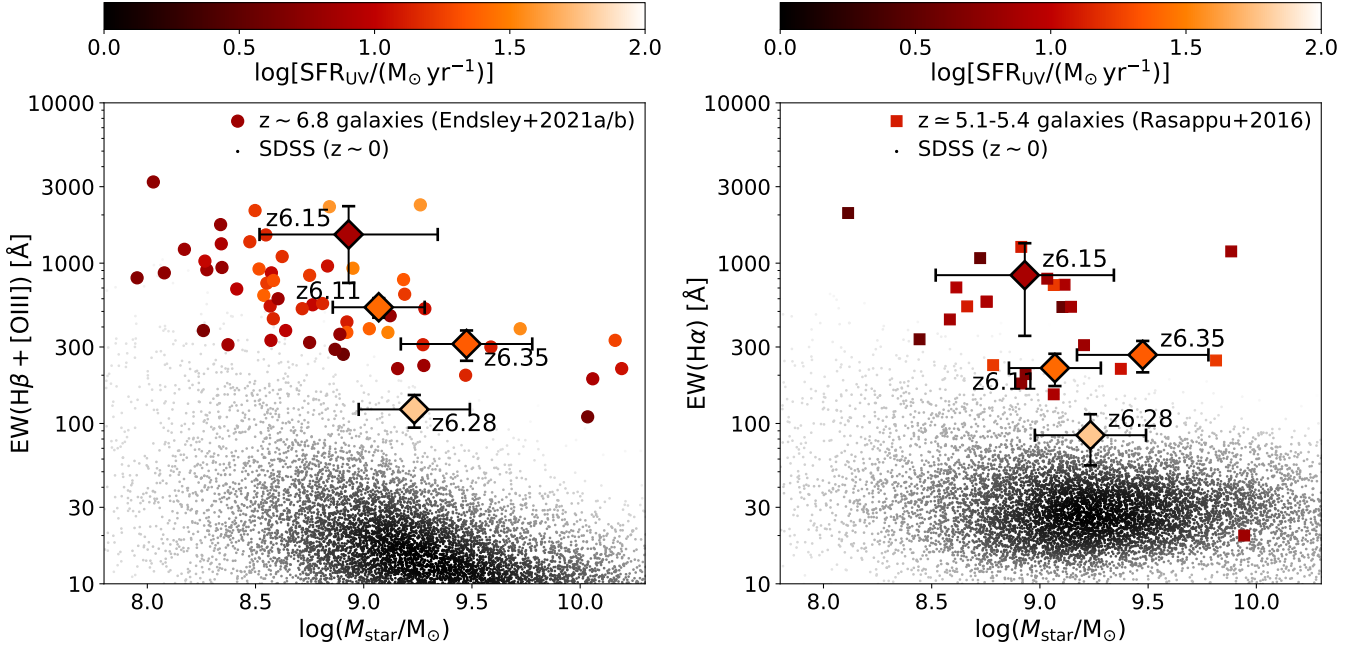 0.0 0.5 1.0 1.5 2.0
log[SFR_UV/(M_⊙ yr⁻¹)]
10000
3000
1000
300
100
30
10
EW(Hβ + [OIII]) [Å]
z ~ 6.8 galaxies (Endsley+2021a/b)
SDSS (z ~ 0)
z6.15
z6.11
z6.35
z6.28
8.0 8.5 9.0 9.5 10.0
log(M_star/M_⊙)
0.0 0.5 1.0 1.5 2.0
log[SFR_UV/(M_⊙ yr⁻¹)]
10000
3000
1000
300
100
30
10
EW(Hα) [Å]
z ≃ 5.1-5.4 galaxies (Rasappu+2016)
SDSS (z ~ 0)
z6.15
z6.35
z6.11
z6.28
8.0 8.5 9.0 9.5 10.0
log(M_star/M_⊙)